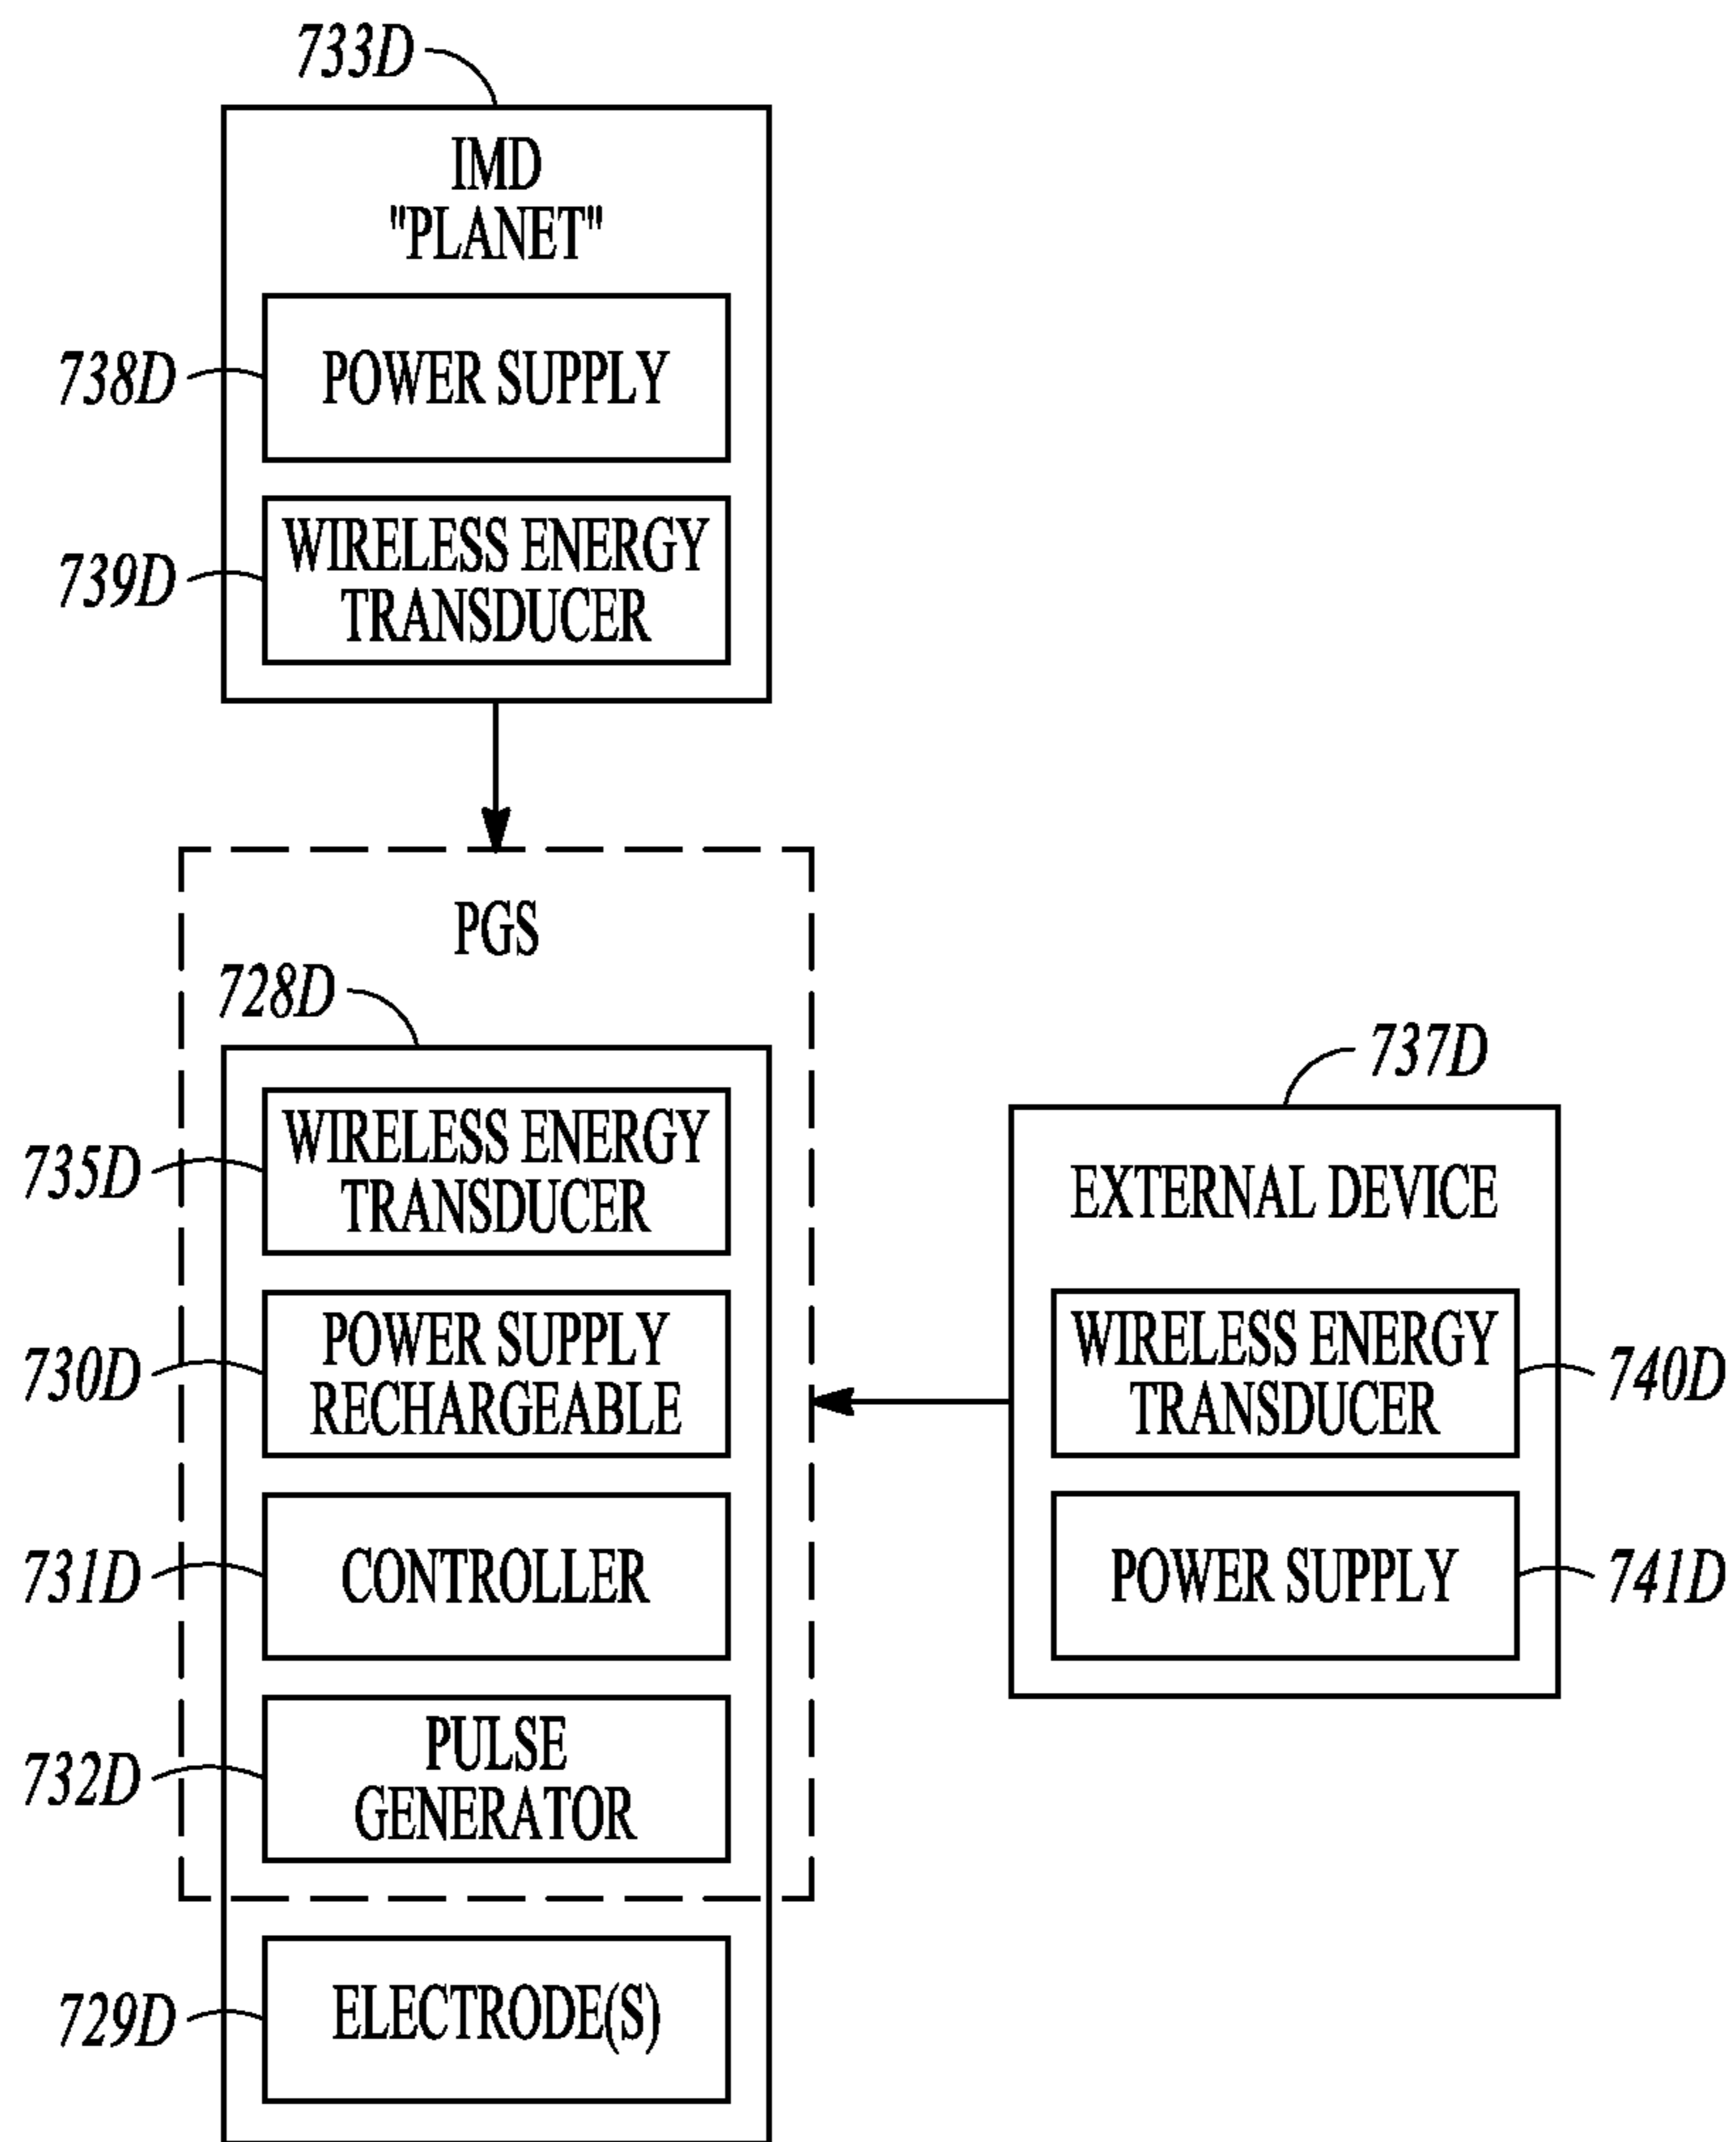 733D
IMD
"PLANET"
738D
POWER SUPPLY
739D
WIRELESS ENERGY
TRANSDUCER
PGS
728D
735D
WIRELESS ENERGY
TRANSDUCER
730D
POWER SUPPLY
RECHARGEABLE
731D
CONTROLLER
732D
PULSE
GENERATOR
729D
ELECTRODE(S)
737D
EXTERNAL DEVICE
WIRELESS ENERGY
TRANSDUCER
740D
POWER SUPPLY
741D